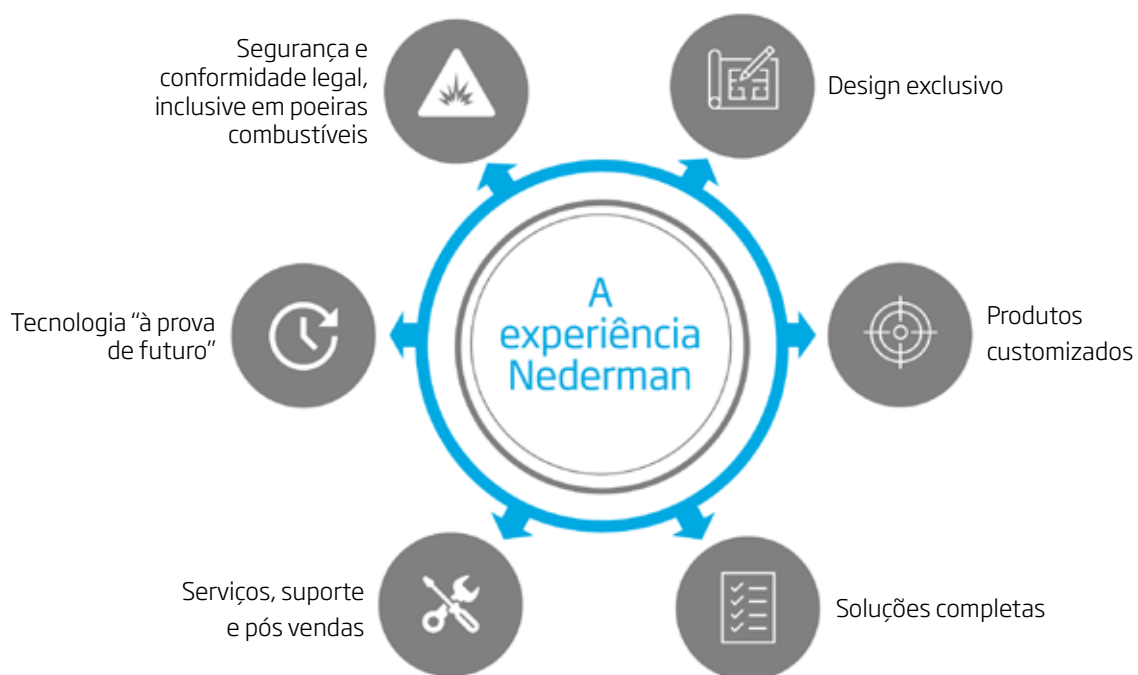 Segurança e
conformidade legal,
inclusive em poeiras
combustíveis
Design exclusivo
Tecnologia “à prova
de futuro”
A
experiência
Nederman
Produtos
customizados
Serviços, suporte
e pós vendas
Soluções completas